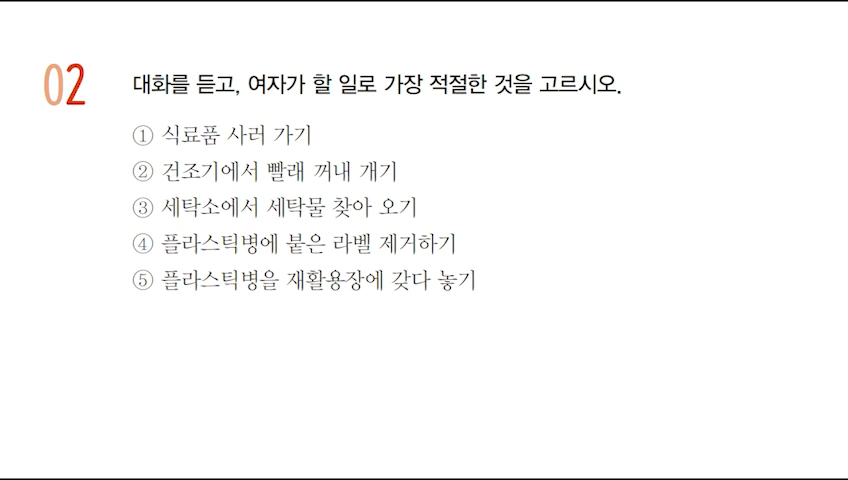 02 대화를 듣고, 여자가 할 일로 가장 적절한 것을 고르시오.
① 식료품 사러 가기
② 건조기에서 빨래 꺼내 개기
③ 세탁소에서 세탁물 찾아 오기
④ 플라스틱병에 붙은 라벨 제거하기
⑤ 플라스틱병을 재활용장에 갖다 놓기